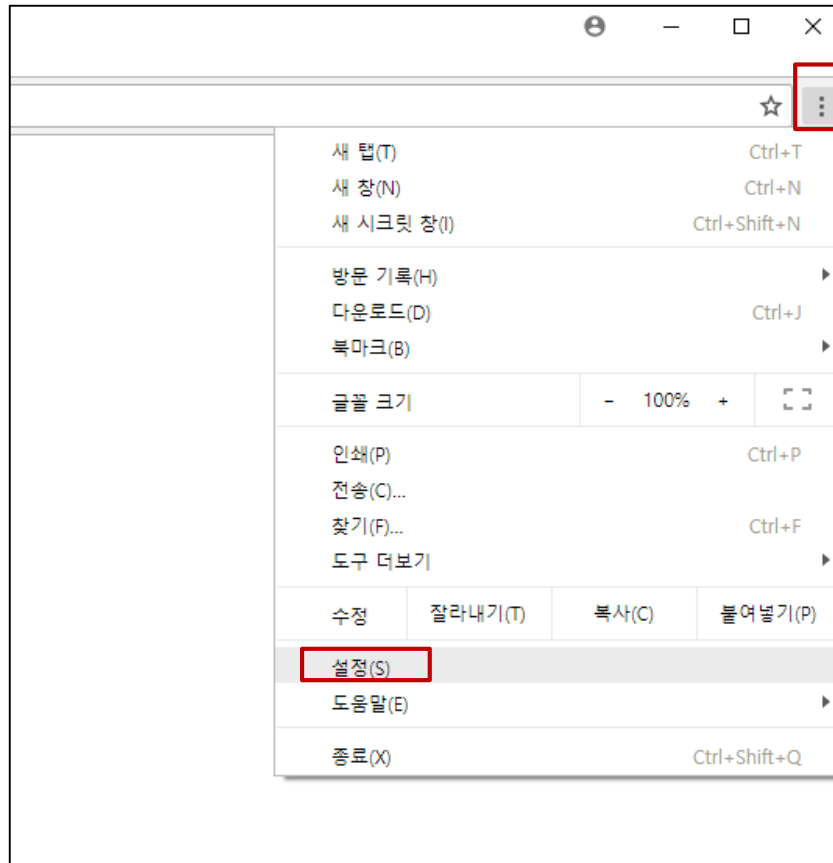 새 탭(T) Ctrl+T
새 창(N) Ctrl+N
새 시크릿 창(I) Ctrl+Shift+N
방문 기록(H)
다운로드(D) Ctrl+J
북마크(B)
글꼴 크기 - 100% +
인쇄(P) Ctrl+P
전송(C)...
찾기(F)... Ctrl+F
도구 더보기
수정 잘라내기(T) 복사(C) 붙여넣기(P)
설정(S)
도움말(E)
종료(X) Ctrl+Shift+Q